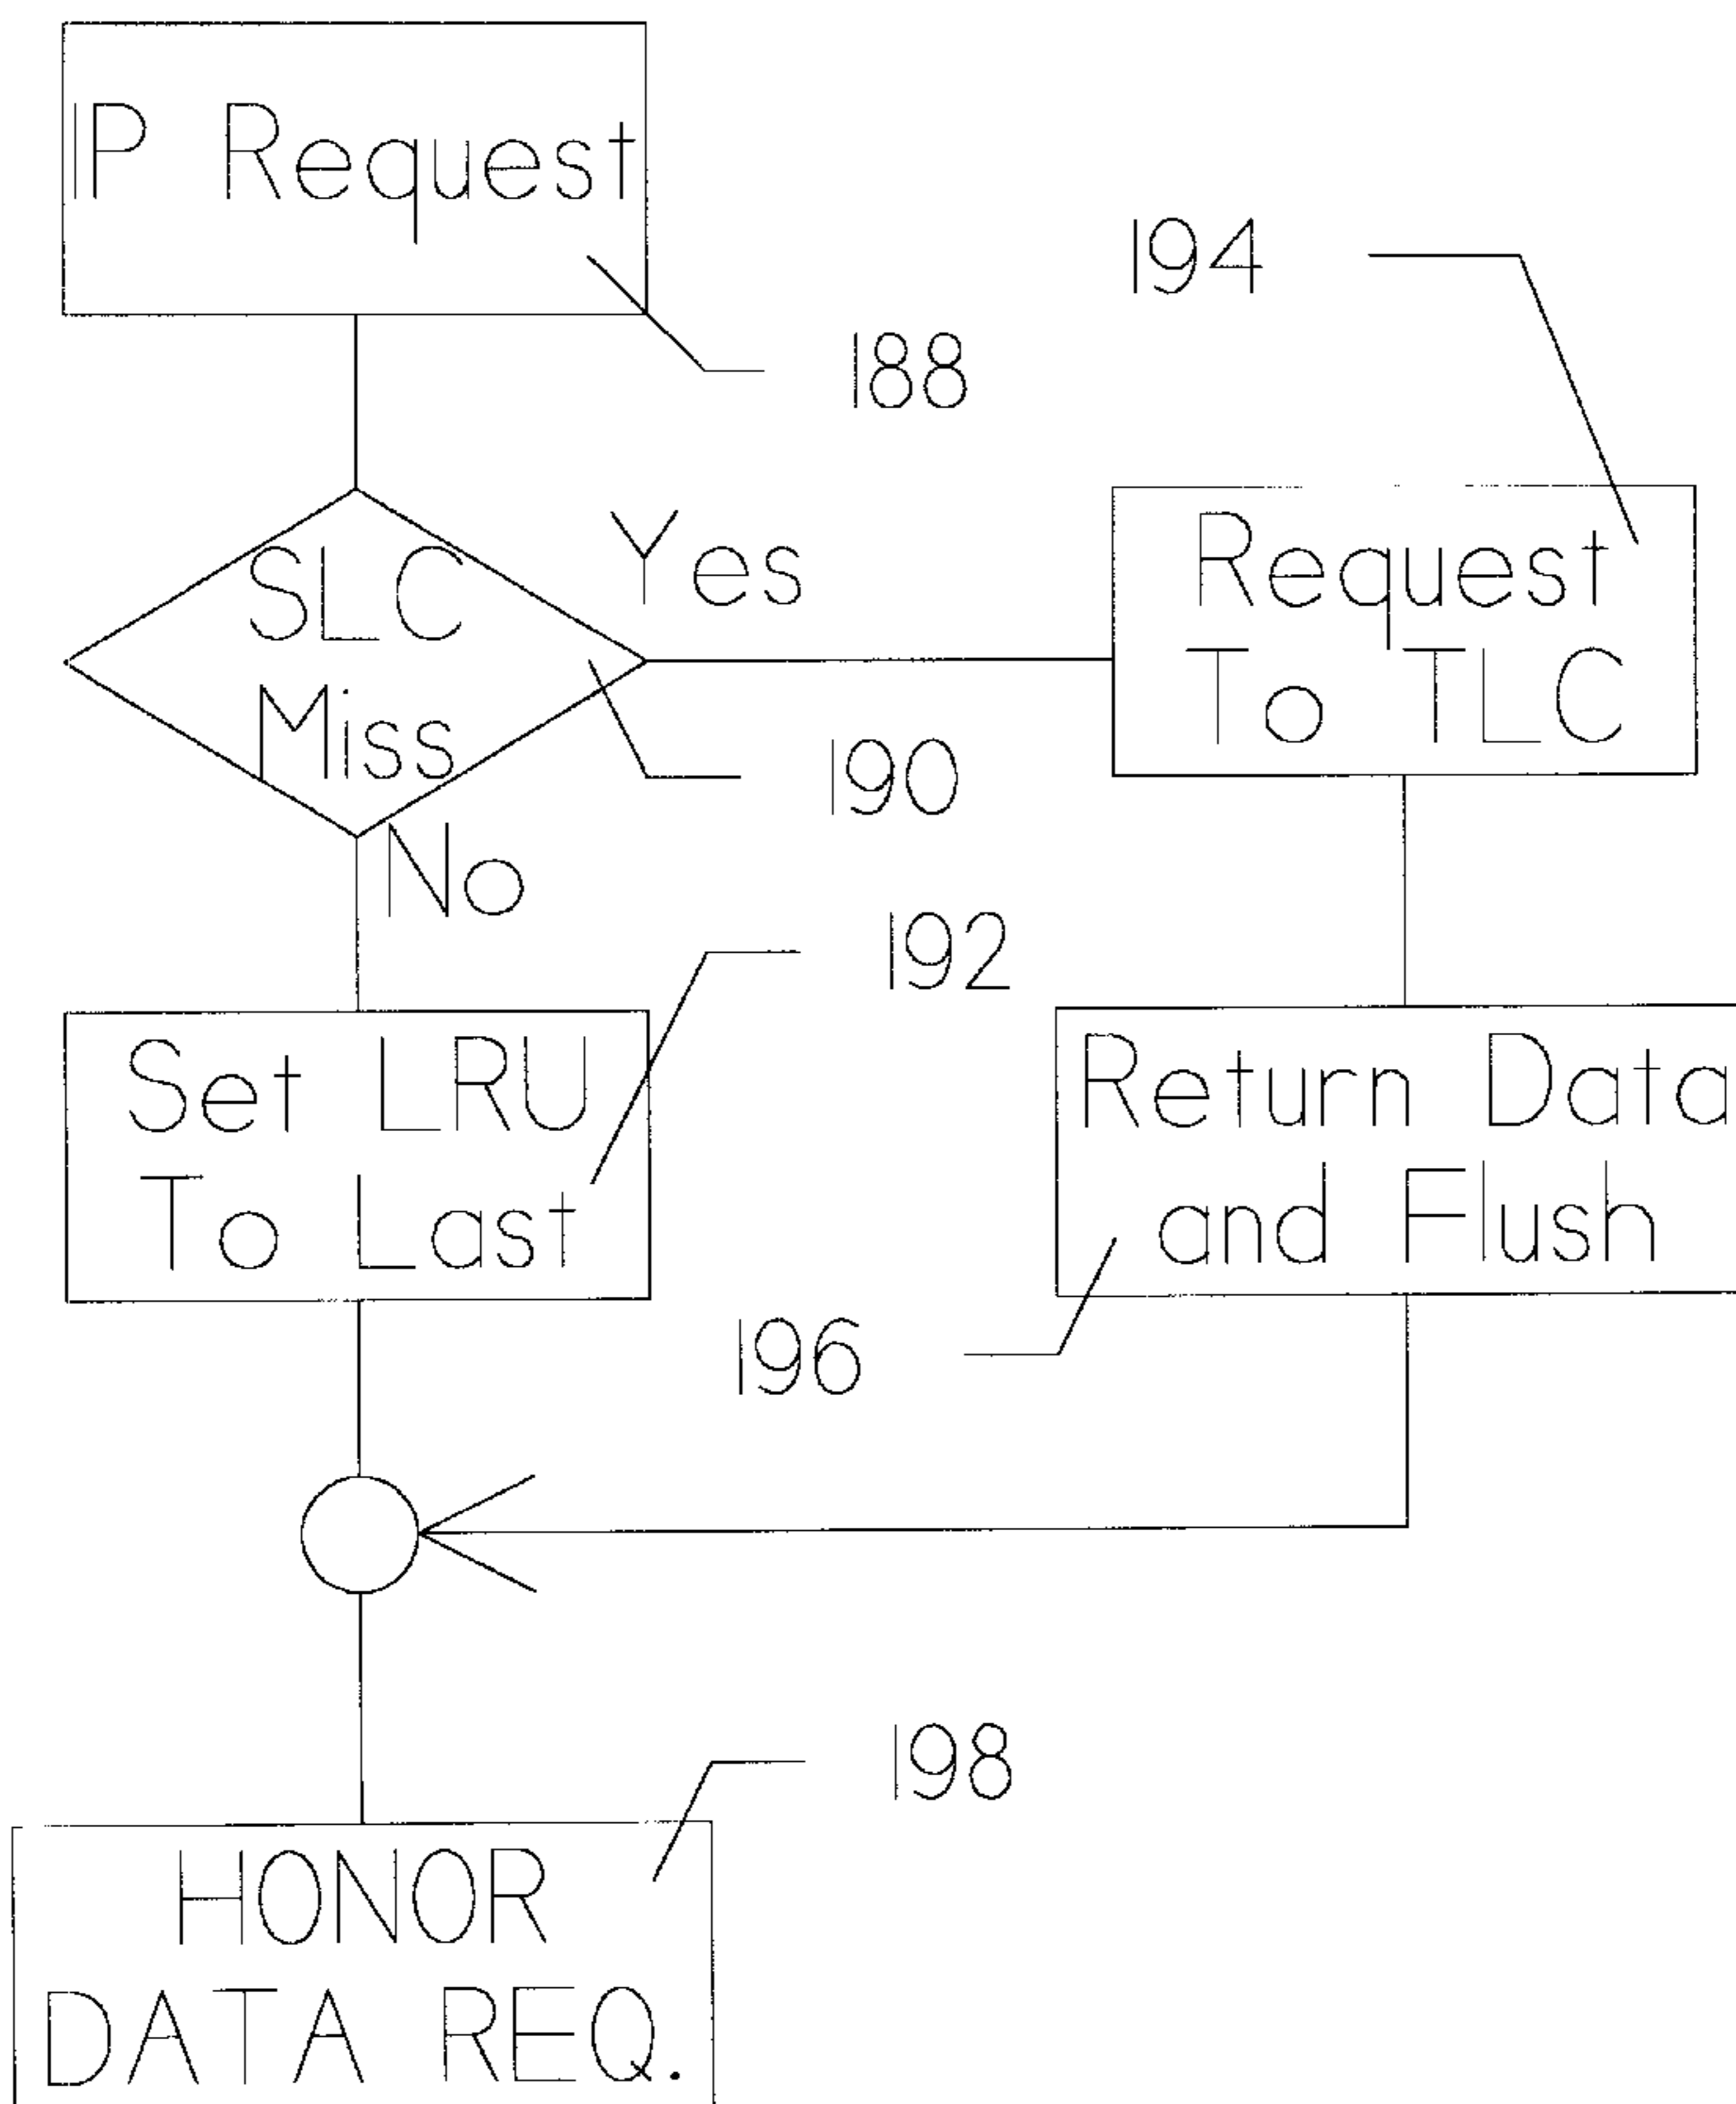 IP Request
194
188
SLC
Miss
Yes
Request
To TLC
190
No
192
Set LRU
To Last
Return Data
and Flush
196
198
HONOR
DATA REQ.